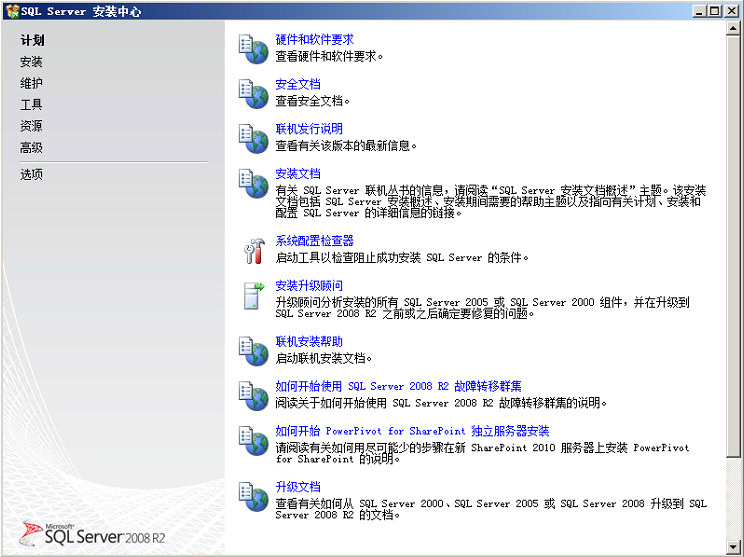 SQL Server 安装中心
计划
安装
维护
工具
资源
高级
选项
硬件和软件要求
查看硬件和软件要求。
安全文档
查看安全文档。
联机发行说明
查看有关该版本的最新信息。
安装文档
有关 SQL Server 联机丛书的信息，请阅读“SQL Server 安装文档概述”主题。该安装
文档包括 SQL Server 安装概述、安装期间需要的帮助主题以及指向有关计划、安装和
配置 SQL Server 的详细信息的链接。
系统配置检查器
启动工具以检查阻止成功安装 SQL Server 的条件。
安装升级顾问
升级顾问分析安装的所有 SQL Server 2005 或 SQL Server 2000 组件，并在升级到
SQL Server 2008 R2 之前或之后确定要修复的问题。
联机安装帮助
启动联机安装文档。
如何开始使用 SQL Server 2008 R2 故障转移群集
阅读关于如何开始使用 SQL Server 2008 R2 故障转移群集的说明。
如何开始 PowerPivot for SharePoint 独立服务器安装
请阅读有关如何用尽可能少的步骤在新 SharePoint 2010 服务器上安装 PowerPivot
for SharePoint 的说明。
升级文档
查看有关如何从 SQL Server 2000、SQL Server 2005 或 SQL Server 2008 升级到 SQL
Server 2008 R2 的文档。
Microsoft®
SQL Server 2008 R2